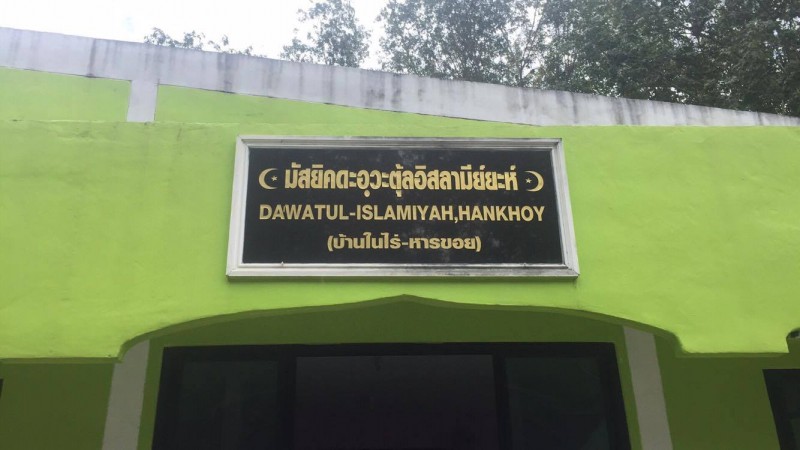 มัสยิดดะอฺวะตุ้ลอิสลามีย์ยะห์
DAWATUL-ISLAMIYAH,HANKHOY
(บ้านในไร่-หารขอย)